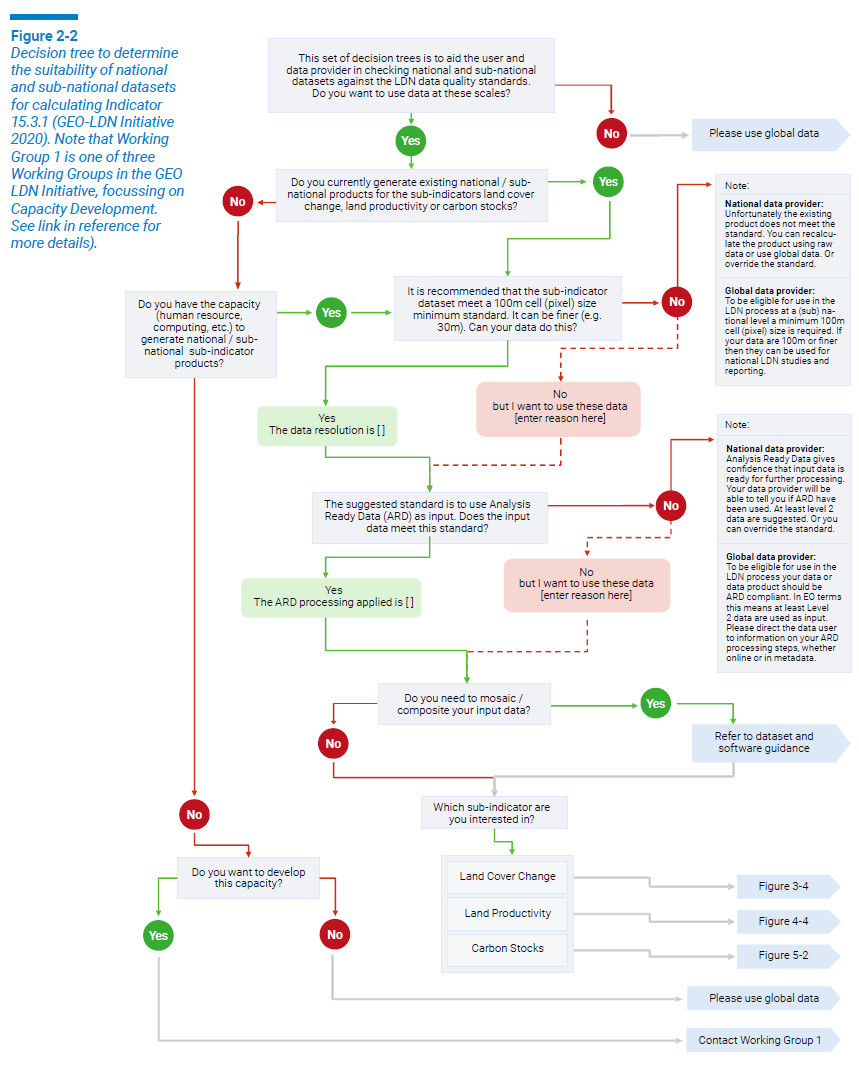 Figure 2-2
Decision tree to determine
the suitability of national
and sub-national datasets
for calculating Indicator
15.3.1 (GEO-LDN Initiative
2020). Note that Working
Group 1 is one of three
Working Groups in the GEO
LDN Initiative, focussing on
Capacity Development.
See link in reference for
more details).
This set of decision trees is to aid the user and
data provider in checking national and sub-national
datasets against the LDN data quality standards.
Do you want to use data at these scales?
No
Please use global data
Yes
Do you currently generate existing national / sub-
national products for the sub-indicators land cover
change, land productivity or carbon stocks?
Yes
No
Note:
National data provider:
Unfortunately the existing
product does not meet the
standard. You can recalcu-
late the product using raw
data or use global data. Or
override the standard.
Global data provider:
To be eligible for use in the
LDN process at a (sub) na-
tional level a minimum 100m
cell (pixel) size is required. If
your data are 100m or finer
then they can be used for
national LDN studies and
reporting.
Do you have the capacity
(human resource,
computing, etc.) to
generate national / sub-
national sub-indicator
products?
Yes
It is recommended that the sub-indicator
dataset meet a 100m cell (pixel) size
minimum standard. It can be finer (e.g.
30m). Can your data do this?
No
No
but I want to use these data
[enter reason here]
Yes
The data resolution is [ ]
Note:
National data provider:
Analysis Ready Data gives
confidence that input data is
ready for further processing.
Your data provider will be
able to tell you if ARD have
been used. At least level 2
data are suggested. Or you
can override the standard.
Global data provider:
To be eligible for use in the
LDN process your data or
data product should be
ARD compliant. In EO terms
this means at least Level
2 data are used as input.
Please direct the data user
to information on your ARD
processing steps, whether
online or in metadata.
The suggested standard is to use Analysis
Ready Data (ARD) as input. Does the input
data meet this standard?
No
No
but I want to use these data
[enter reason here]
Yes
The ARD processing applied is [ ]
Do you need to mosaic /
composite your input data?
Yes
No
Refer to dataset and
software guidance
Which sub-indicator are
you interested in?
No
Do you want to develop
this capacity?
Land Cover Change
Figure 3-4
Land Productivity
Figure 4-4
Carbon Stocks
Figure 5-2
Yes
No
Please use global data
Contact Working Group 1